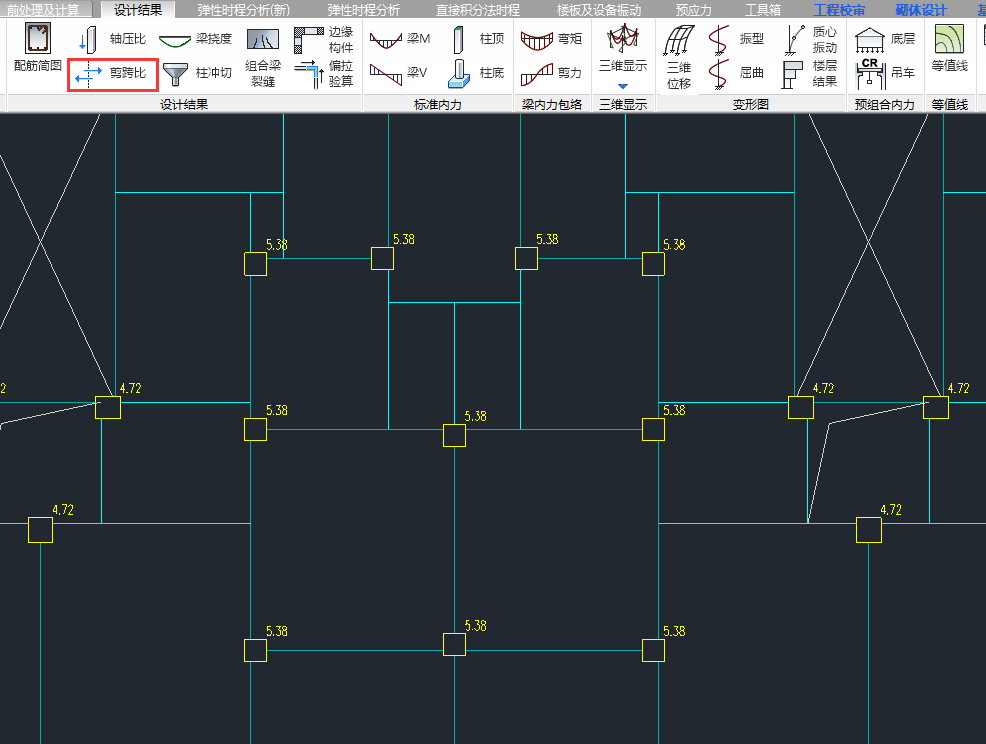 前处理及计算 设计结果 弹性时程分析(新) 弹性时程分析 直接积分法时程 楼板及设备振动 预应力 工具箱 工程校审 砌体设计
配筋简图 轴压比 梁挠度 组合梁裂缝 边缘构件 梁M 柱顶 弯矩 三维显示 三维位移 振型 质心振动 底层 等值线
剪跨比 柱冲切 偏拉验算 梁V 柱底 剪力 屈曲 楼层结果 CR 吊车
设计结果 标准内力 梁内力包络 三维显示 变形图 预组合内力 等值线
5.38 5.38 5.38 5.38
2 4.72 4.72 4.72
5.38 5.38 5.38
4.72 4.72
5.38 5.38 5.38